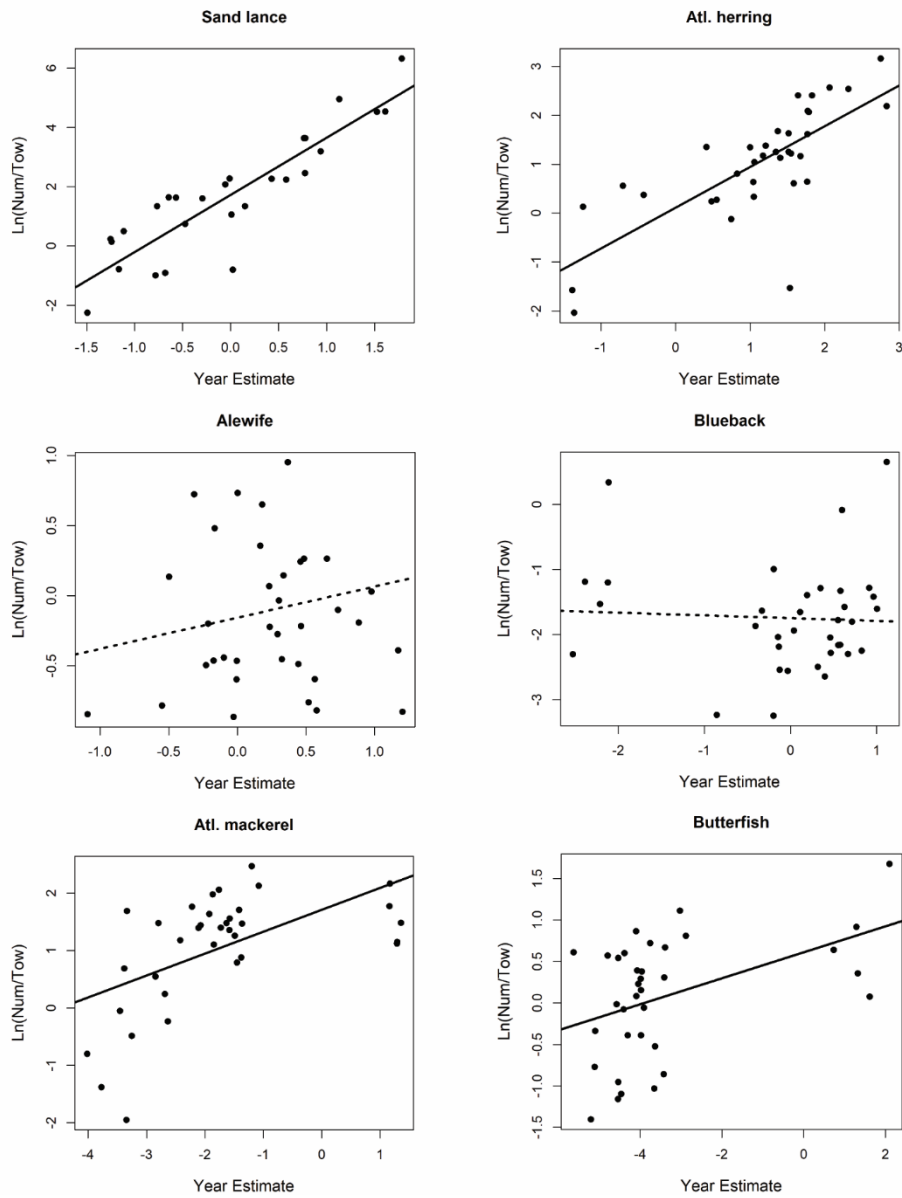 Sand lance
Ln(Num/Tow)
6
4
2
0
-2
-1.5 -1.0 -0.5 0.0 0.5 1.0 1.5
Year Estimate
Atl. herring
Ln(Num/Tow)
3
2
1
0
-1
-2
-1 0 1 2 3
Year Estimate
Alewife
Ln(Num/Tow)
1.0
0.5
0.0
-0.5
-1.0 -0.5 0.0 0.5 1.0
Year Estimate
Blueback
Ln(Num/Tow)
0
-1
-2
-3
-2 -1 0 1
Year Estimate
Atl. mackerel
Ln(Num/Tow)
2
1
0
-1
-2
-4 -3 -2 -1 0 1
Year Estimate
Butterfish
Ln(Num/Tow)
1.5
1.0
0.5
0.0
-0.5
-1.0
-1.5
-4 -2 0 2
Year Estimate